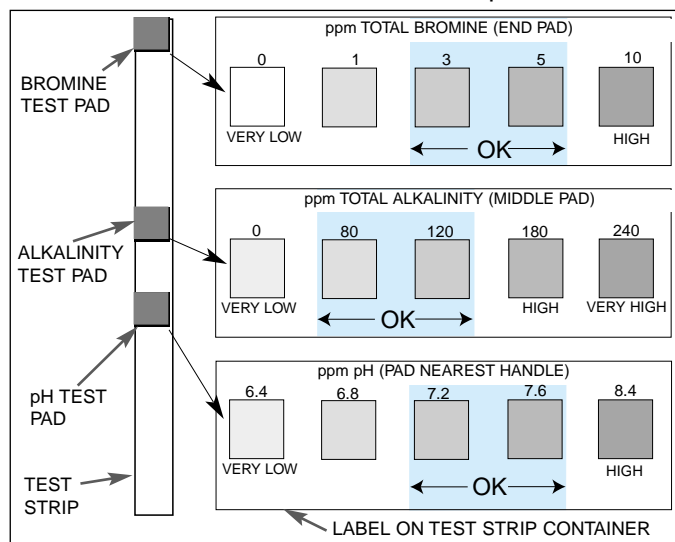 ppm TOTAL BROMINE (END PAD)
0 1 3 5 10
VERY LOW HIGH
OK
BROMINE
TEST PAD
ppm TOTAL ALKALINITY (MIDDLE PAD)
0 80 120 180 240
VERY LOW HIGH VERY HIGH
OK
ALKALINITY
TEST PAD
ppm pH (PAD NEAREST HANDLE)
6.4 6.8 7.2 7.6 8.4
VERY LOW HIGH
OK
pH TEST
PAD
TEST
STRIP
LABEL ON TEST STRIP CONTAINER